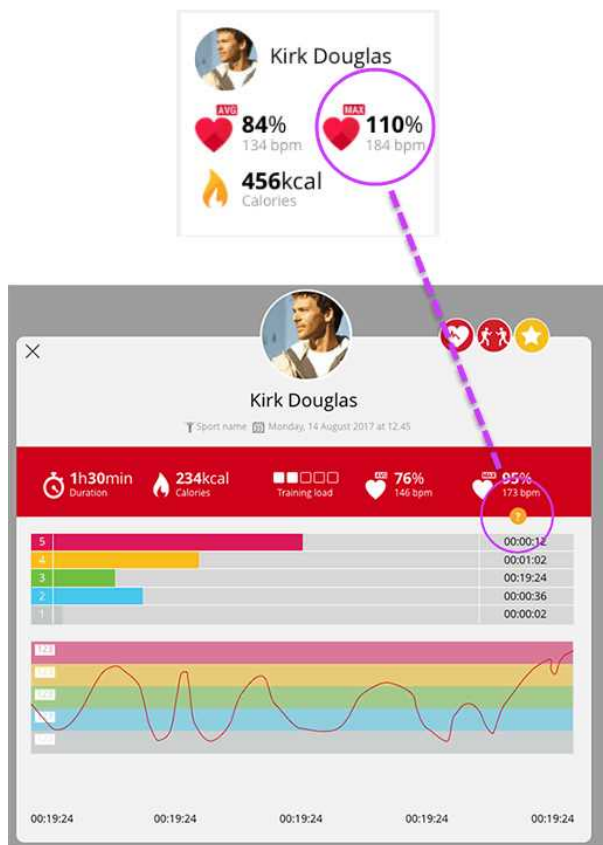 Kirk Douglas
AVG
84%
134 bpm
MAX
110%
184 bpm
456kcal
Calories
Kirk Douglas
Sport name
Monday, 14 August 2017 at 12.45
1h30min
Duration
234kcal
Calories
Training load
AVG
76%
146 bpm
MAX
95%
173 bpm
?
5 00:00:12
4 00:01:02
3 00:19:24
2 00:00:36
1 00:00:02
123
00:19:24 00:19:24 00:19:24 00:19:24 00:19:24